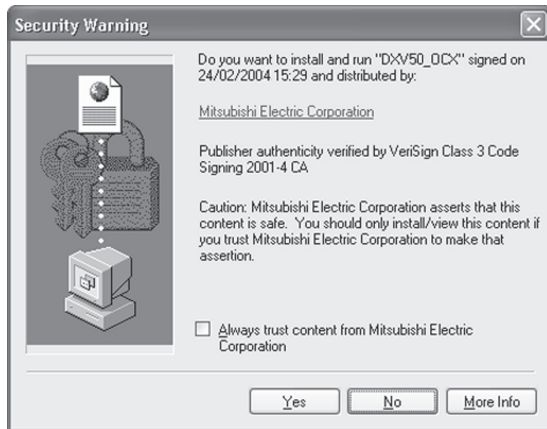 Security Warning
Do you want to install and run "DXV50_OCX" signed on
24/02/2004 15:29 and distributed by:
Mitsubishi Electric Corporation
Publisher authenticity verified by VeriSign Class 3 Code
Signing 2001-4 CA
Caution: Mitsubishi Electric Corporation asserts that this
content is safe. You should only install/view this content if
you trust Mitsubishi Electric Corporation to make that
assertion.
Always trust content from Mitsubishi Electric
Corporation
Yes
No
More Info